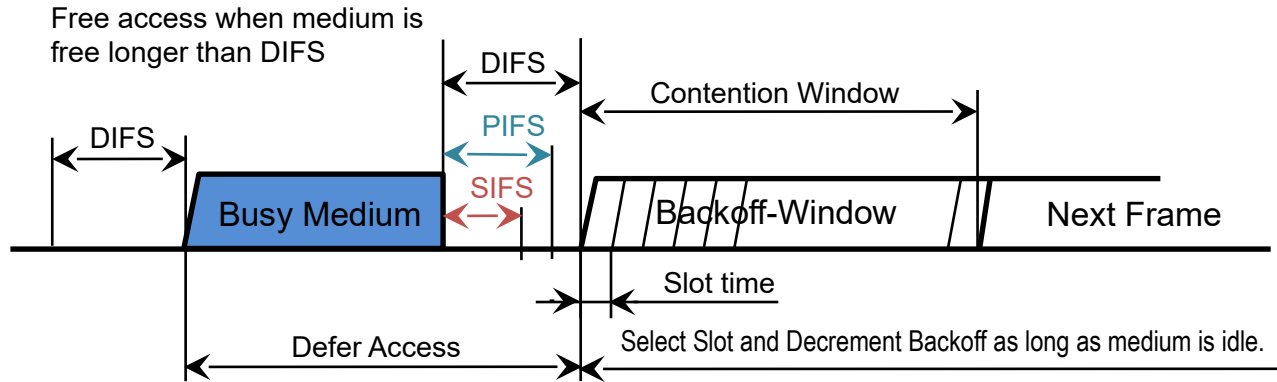 Free access when medium is
free longer than DIFS
DIFS
Contention Window
DIFS
PIFS
SIFS
Busy Medium
Backoff-Window
Next Frame
Slot time
Defer Access
Select Slot and Decrement Backoff as long as medium is idle.